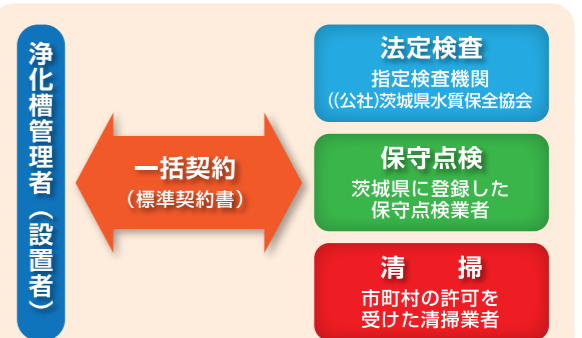 浄化槽管理者（設置者）
一括契約
（標準契約書）
法定検査
指定検査機関
((公社)茨城県水質保全協会
保守点検
茨城県に登録した
保守点検業者
清　　掃
市町村の許可を
受けた清掃業者